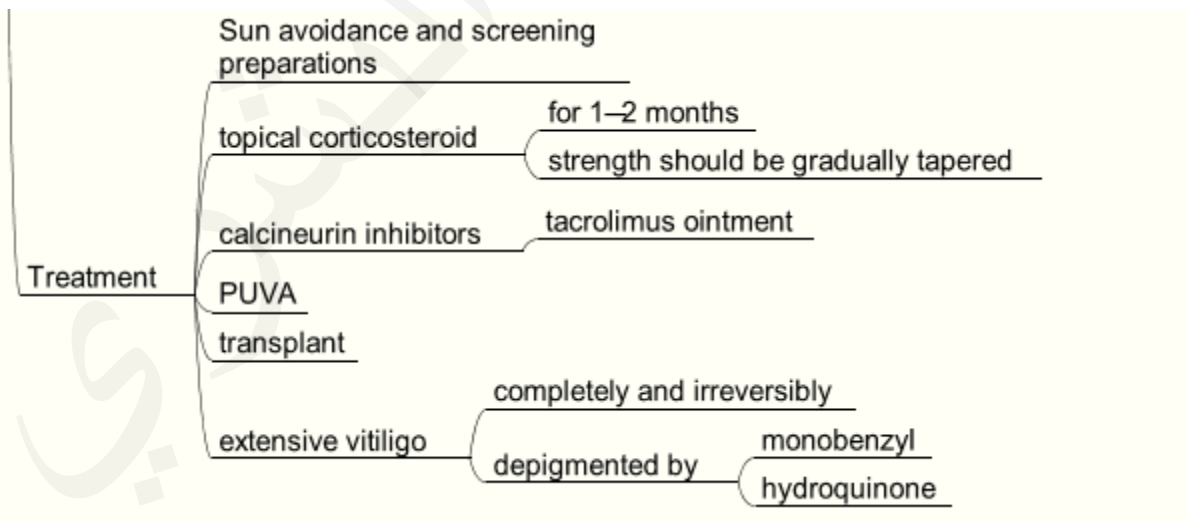 Sun avoidance and screening
preparations
topical corticosteroid
for 1–2 months
strength should be gradually tapered
calcineurin inhibitors
tacrolimus ointment
Treatment
PUVA
transplant
extensive vitiligo
completely and irreversibly
depigmented by
monobenzyl
hydroquinone